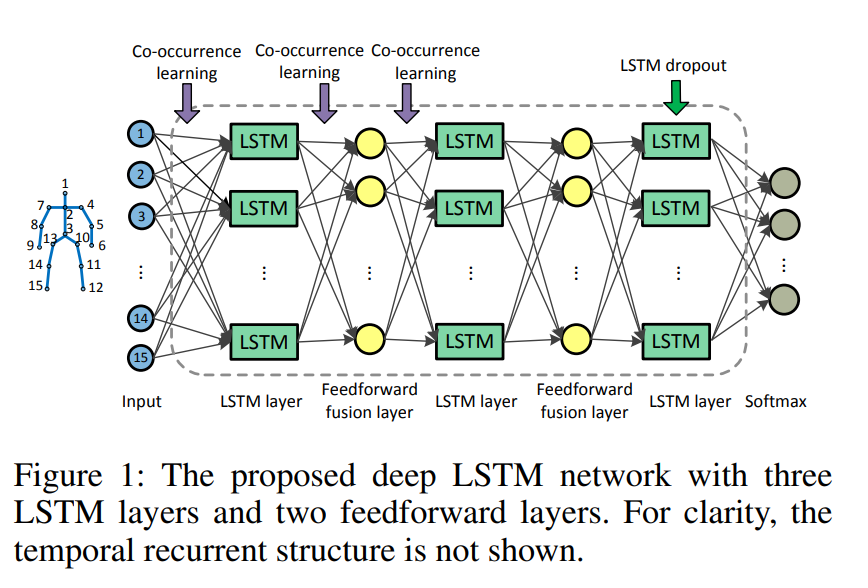 Co-occurrence learning
Co-occurrence learning
Co-occurrence learning
LSTM dropout
1
2
3
⋮
14
15
1
7
4
2
8
5
3
13
10
9
6
14
11
15
12
LSTM
LSTM
⋮
LSTM
⋮
LSTM
LSTM
⋮
LSTM
⋮
LSTM
LSTM
⋮
LSTM
⋮
Input
LSTM layer
Feedforward fusion layer
LSTM layer
Feedforward fusion layer
LSTM layer
Softmax
Figure 1: The proposed deep LSTM network with three
LSTM layers and two feedforward layers. For clarity, the
temporal recurrent structure is not shown.